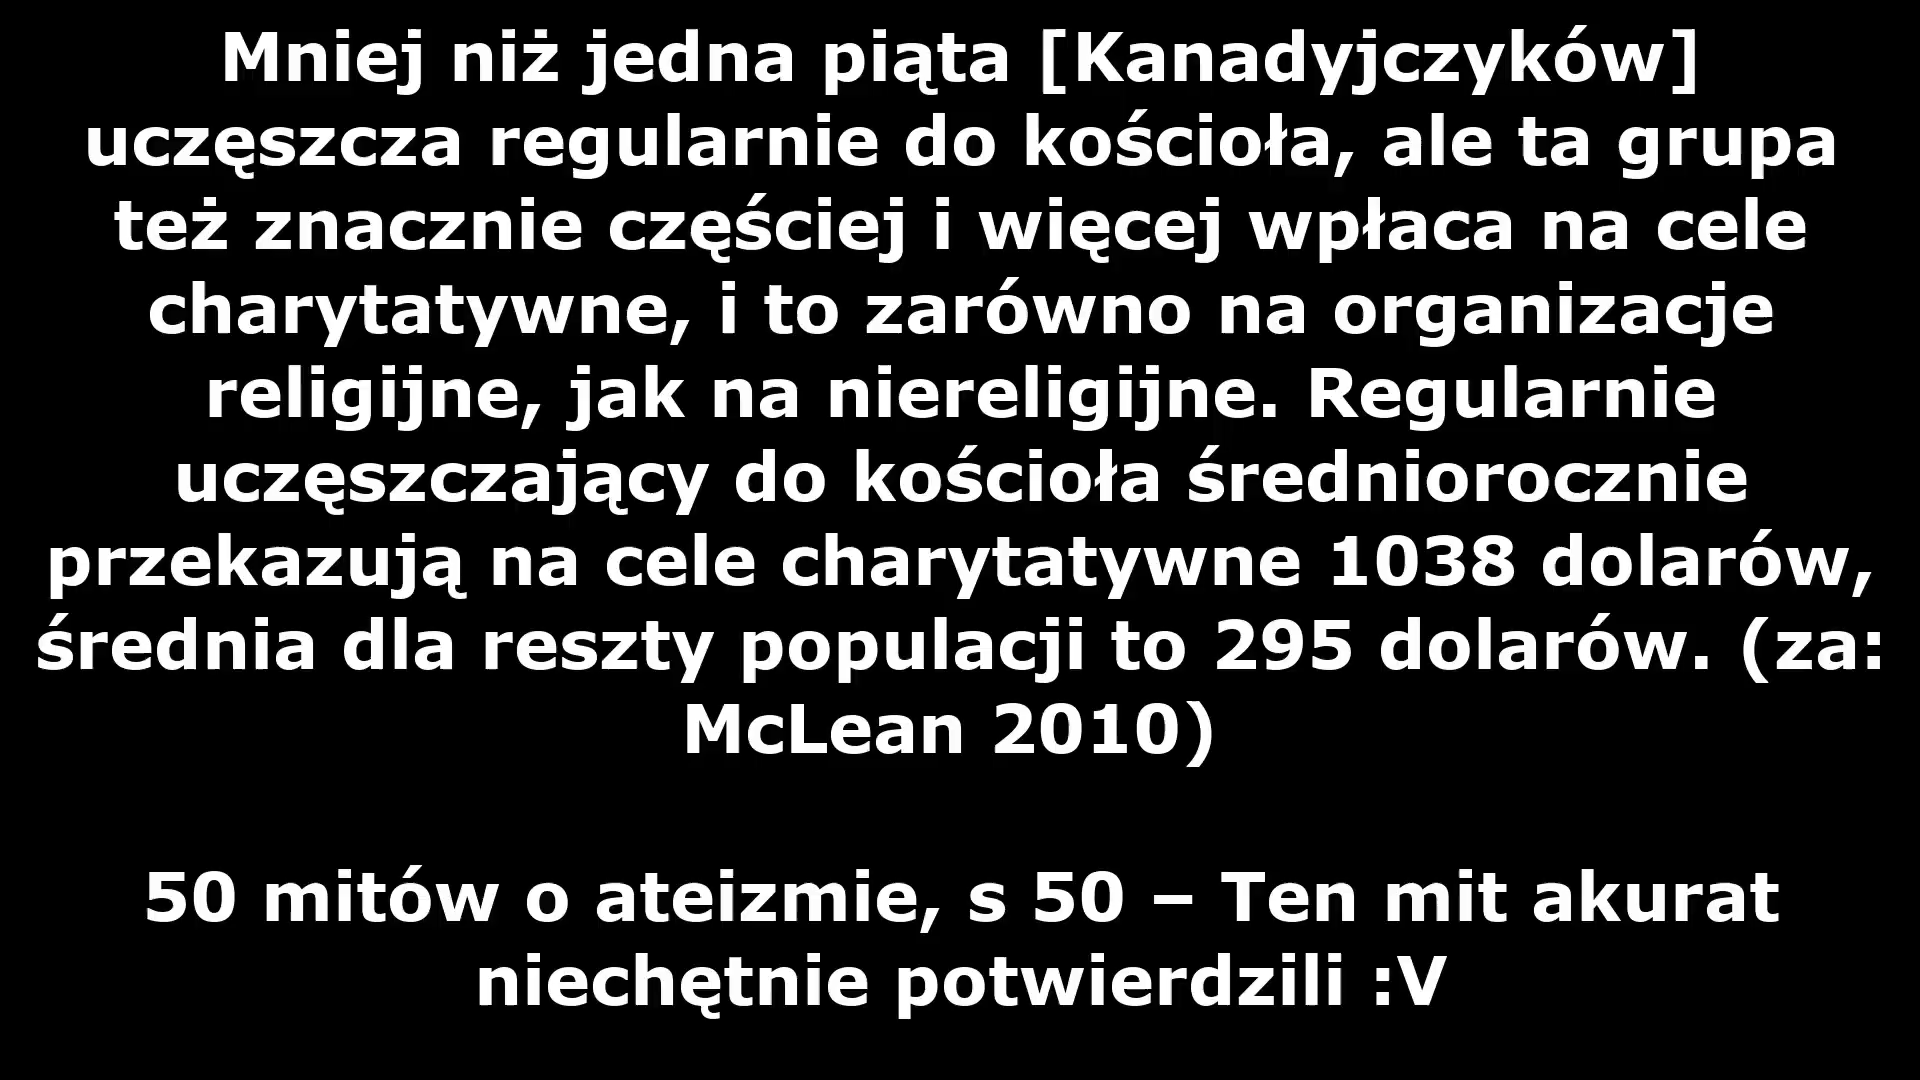 Mniej niż jedna piąta [Kanadyjczyków]
uczęszcza regularnie do kościoła, ale ta grupa
też znacznie częściej i więcej wpłaca na cele
charytatywne, i to zarówno na organizacje
religijne, jak na niereligijne. Regularnie
uczęszczający do kościoła średniorocznie
przekazują na cele charytatywne 1038 dolarów,
średnia dla reszty populacji to 295 dolarów. (za:
McLean 2010)
50 mitów o ateizmie, s 50 – Ten mit akurat
niechętnie potwierdzili :V